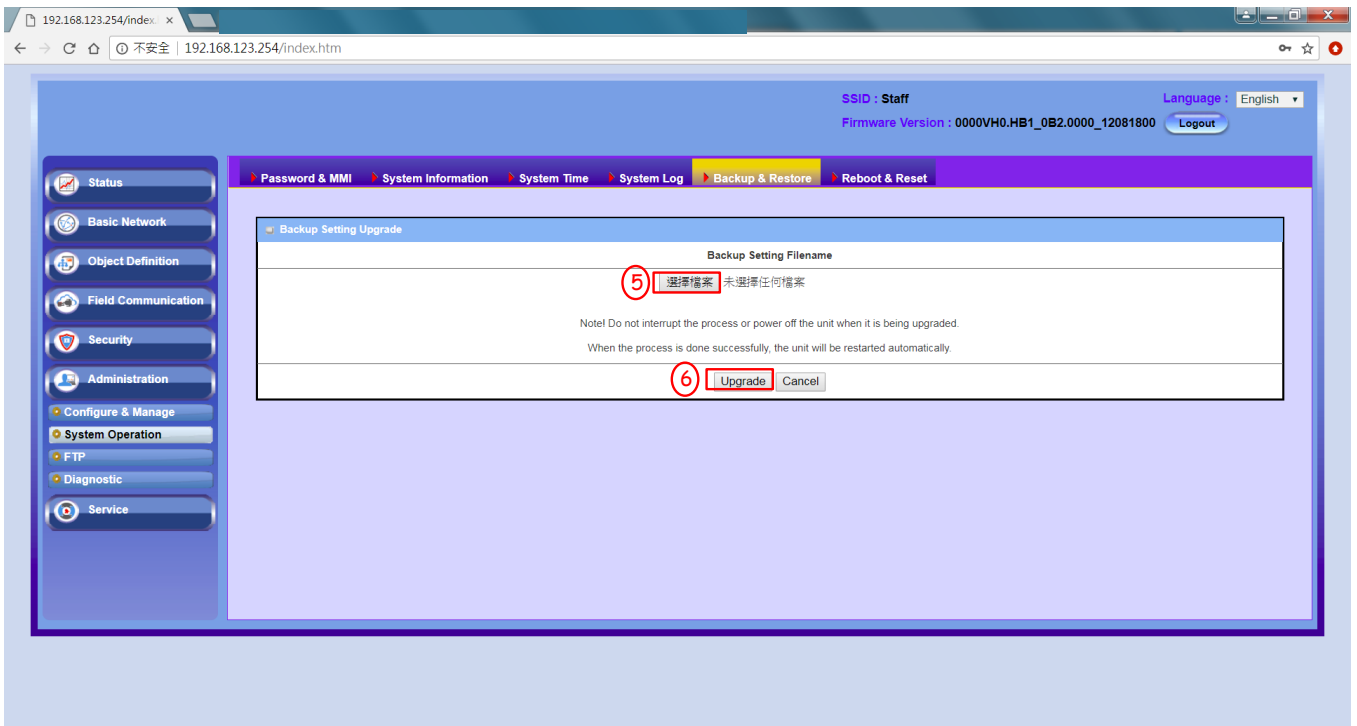 192.168.123.254/index.
不安全 192.168.123.254/index.htm
SSID : Staff
Language : English
Firmware Version : 0000VH0.HB1_0B2.0000_12081800
Logout
Password & MMI System Information System Time System Log Backup & Restore Reboot & Reset
Status
Basic Network
Object Definition
Field Communication
Security
Administration
Configure & Manage
System Operation
FTP
Diagnostic
Service
Backup Setting Upgrade
Backup Setting Filename
5 選擇檔案 未選擇任何檔案
Note! Do not interrupt the process or power off the unit when it is being upgraded.
When the process is done successfully, the unit will be restarted automatically.
6 Upgrade Cancel